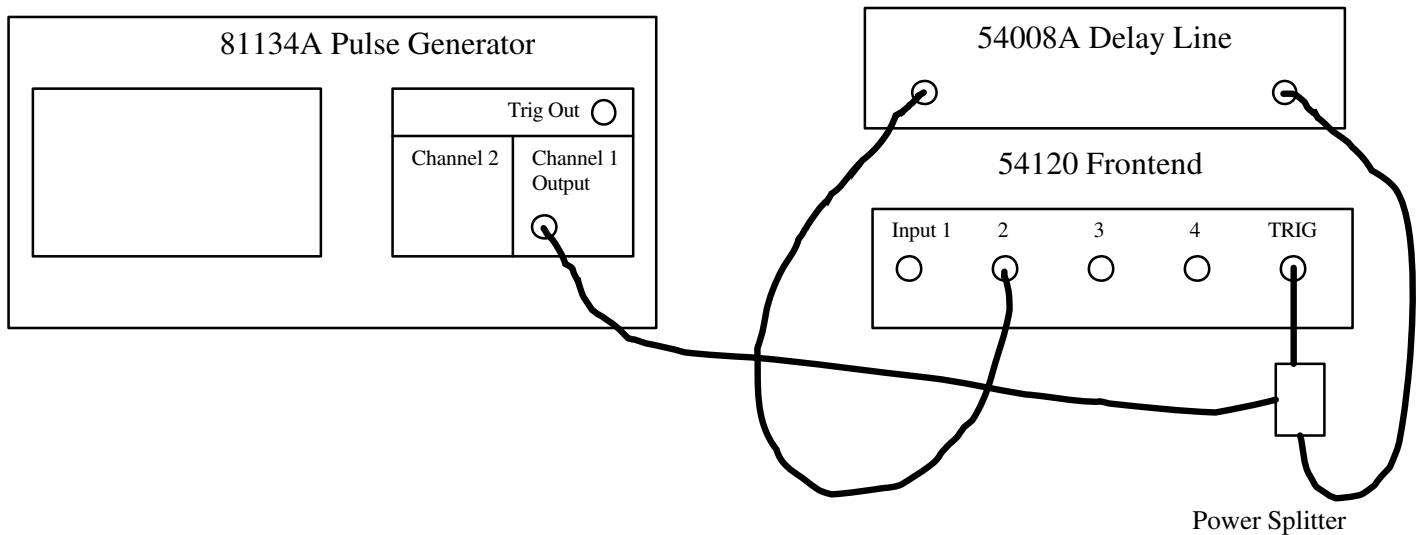 81134A Pulse Generator
Trig Out
Channel 2
Channel 1
Output
54008A Delay Line
54120 Frontend
Input 1
2
3
4
TRIG
Power Splitter